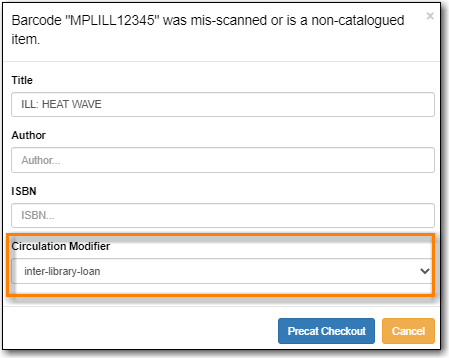 Barcode "MPLILL12345" was mis-scanned or is a non-catalogued
item.
×
Title
ILL: HEAT WAVE
Author
Author...
ISBN
ISBN...
Circulation Modifier
inter-library-loan
Precat Checkout
Cancel